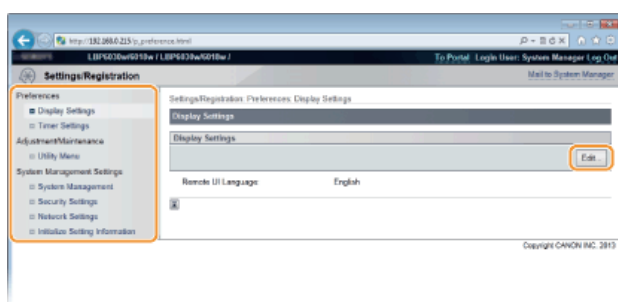 http://192.168.0.215/p_preference.html
LBP6030w/6018w / LBP6030w/6018w /
To Portal Login User: System Manager Log Out
Settings/Registration
Mail to System Manager
Preferences
Display Settings
Timer Settings
Adjustment/Maintenance
Utility Menu
System Management Settings
System Management
Security Settings
Network Settings
Initialize Setting Information
Settings/Registration: Preferences: Display Settings
Display Settings
Display Settings
Edit...
Remote UI Language:
English
Copyright CANON INC. 2013